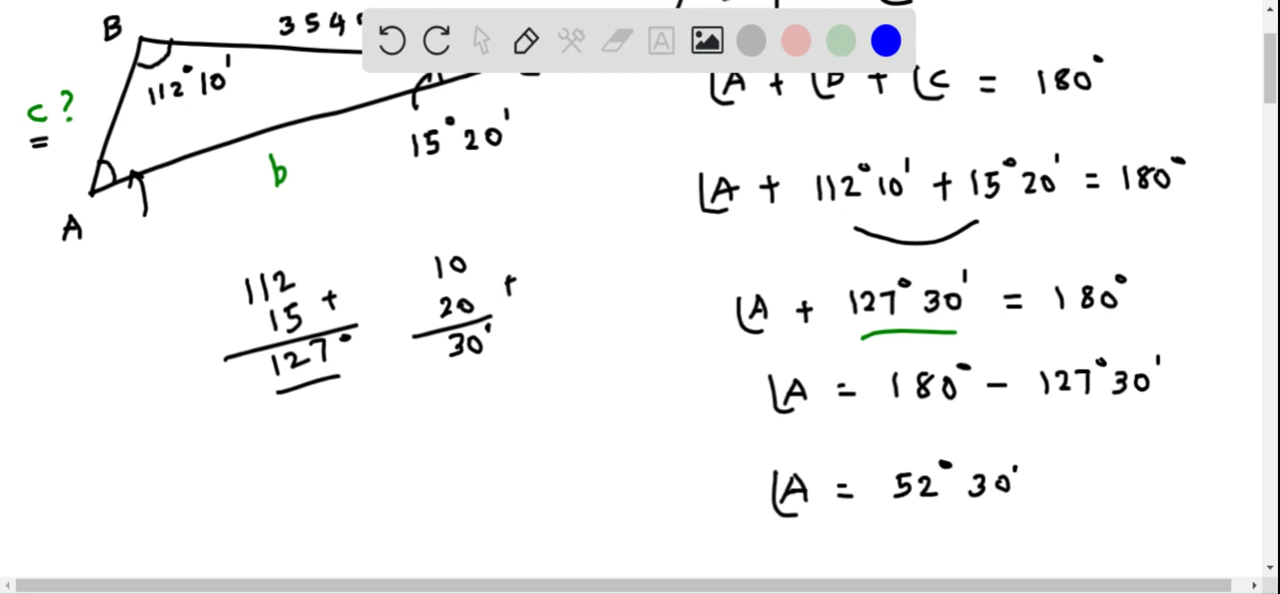 B 354
112°10'
c ?
=
15°20'
b
A
112
15 +
127°
10
20 +
30'
∠A + ∠B + ∠C = 180°
∠A + 112°10' + 15°20' = 180°
∠A + 127°30' = 180°
∠A = 180° - 127°30'
∠A = 52°30'
A